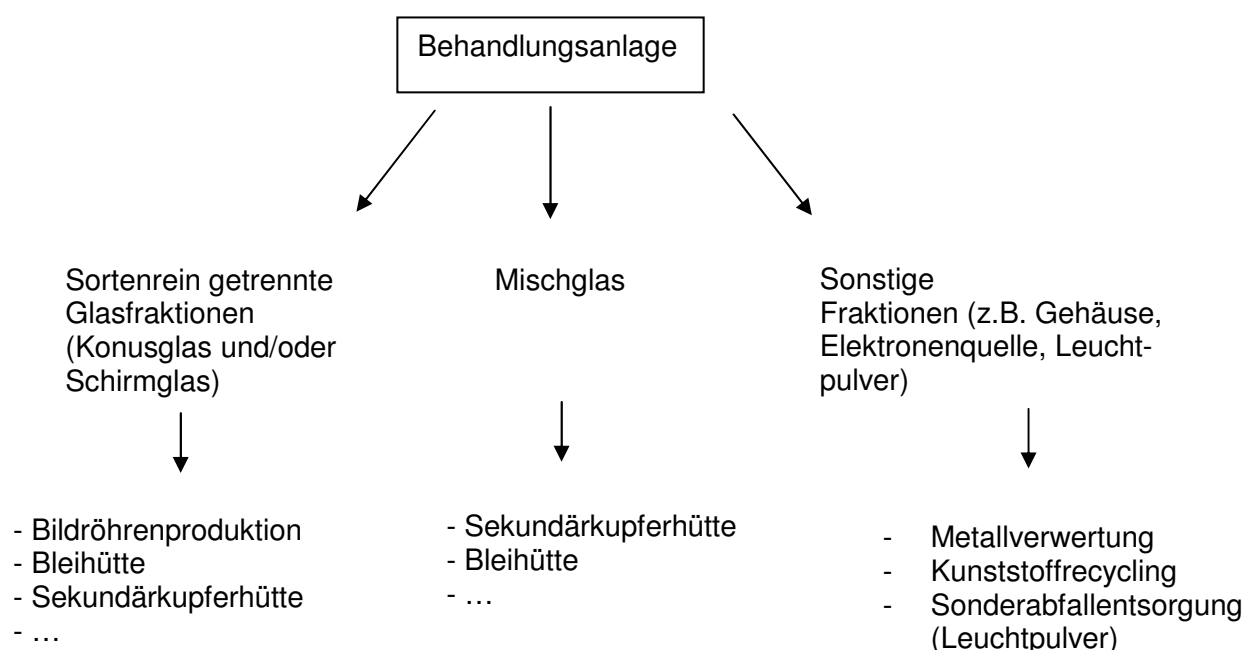 Behandlungsanlage
Sortenrein getrennte
Glasfraktionen
(Konusglas und/oder
Schirmglas)
Mischglas
Sonstige
Fraktionen (z.B. Gehäuse,
Elektronenquelle, Leucht-
pulver)
- Bildröhrenproduktion
- Bleihütte
- Sekundärkupferhütte
- …
- Sekundärkupferhütte
- Bleihütte
- …
- Metallverwertung
- Kunststoffrecycling
- Sonderabfallentsorgung
(Leuchtpulver)